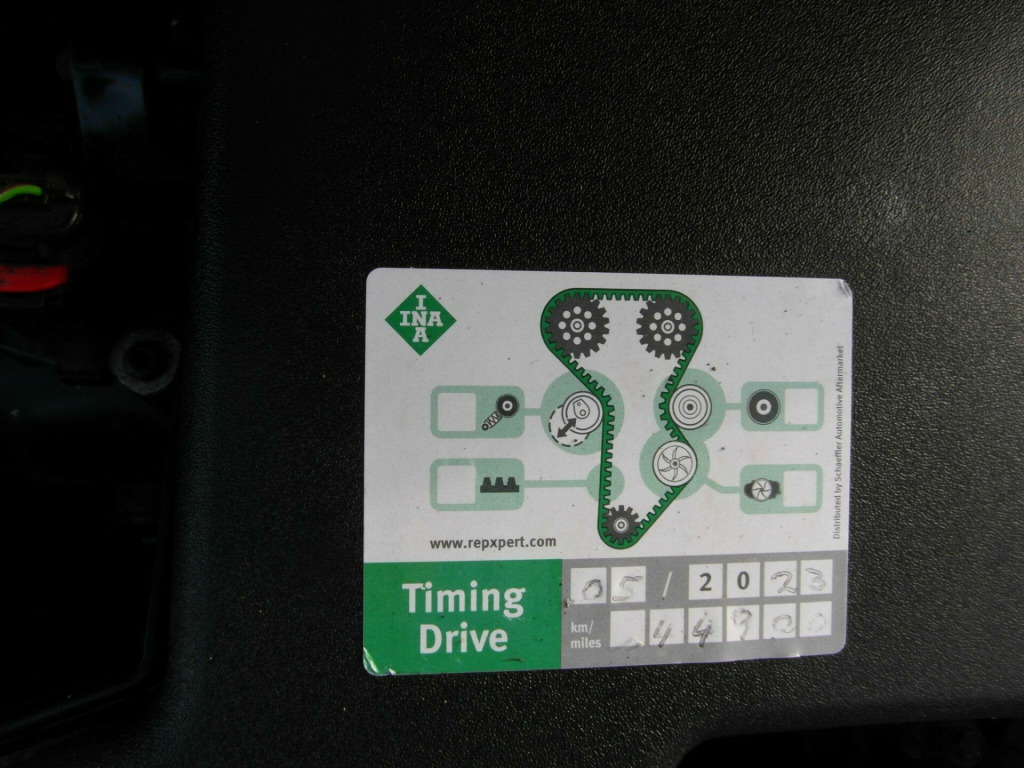 I
INA
A
Distributed by Schaeffler Automotive Aftermarket
www.repxpert.com
Timing
Drive
05 / 2023
km/
miles
44900